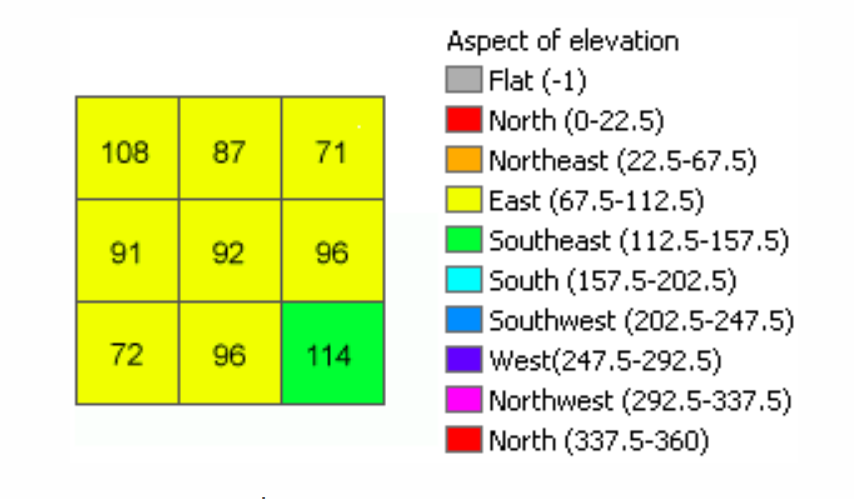 Aspect of elevation
Flat (-1)
North (0-22.5)
Northeast (22.5-67.5)
East (67.5-112.5)
Southeast (112.5-157.5)
South (157.5-202.5)
Southwest (202.5-247.5)
West(247.5-292.5)
Northwest (292.5-337.5)
North (337.5-360)
108 87 71
91 92 96
72 96 114